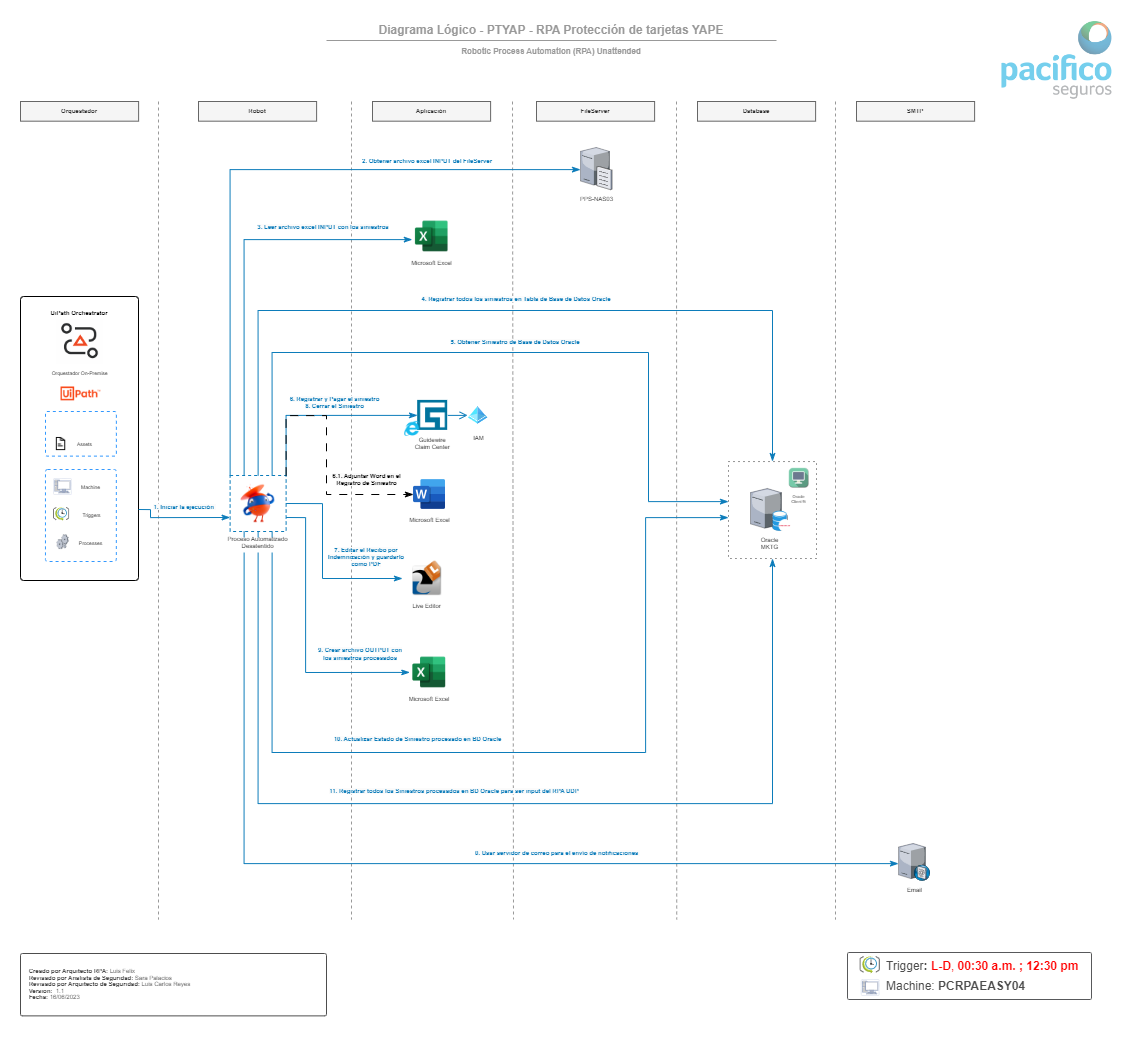 Diagrama Lógico - PTYAP - RPA Protección de tarjetas YAPE
Robotic Process Automation (RPA) Unattended
pacífico
seguros
Orquestador
Robot
Aplicación
FileServer
Database
SMTP
2. Obtener archivo excel INPUT del FileServer
PPS-NAS03
3. Leer archivo excel INPUT con los siniestros
Microsoft Excel
4. Registrar todos los siniestros en Tabla de Base de Datos Oracle
UiPath Orchestrator
5. Obtener Siniestro de Base de Datos Oracle
Orquestador On-Premise
UiPath
6. Registrar y Pagar el siniestro
8. Cerrar el Siniestro
Guidewire
Claim Center
IAM
Assets
6.1. Adjuntar Word en el
Registro de Siniestro
Microsoft Excel
Machine
Triggers
Processes
1. Iniciar la ejecución
Proceso Automatizado
Desatentido
Oracle
Oracle
MKTG
7. Editar el Recibo por
Indemnización y guardarlo
como PDF
Live Editor
9. Crear archivo OUTPUT con
los siniestros procesados
Microsoft Excel
10. Actualizar Estado de Siniestro procesado en BD Oracle
11. Registrar todos los Siniestros procesados en BD Oracle para ser input del RPA UDP
Usar servidor de correo para el envío de notificaciones
Email
Creado por Arquitecto RPA: Luis Felix
Revisado por Analista de Seguridad: Sara Palacios
Revisado por Arquitecto de Seguridad: Luis Carlos Reyes
Version: 1.1
Fecha: 16/08/2023
Trigger: L-D, 00:30 a.m. ; 12:30 pm
Machine: PCRPAEASY04